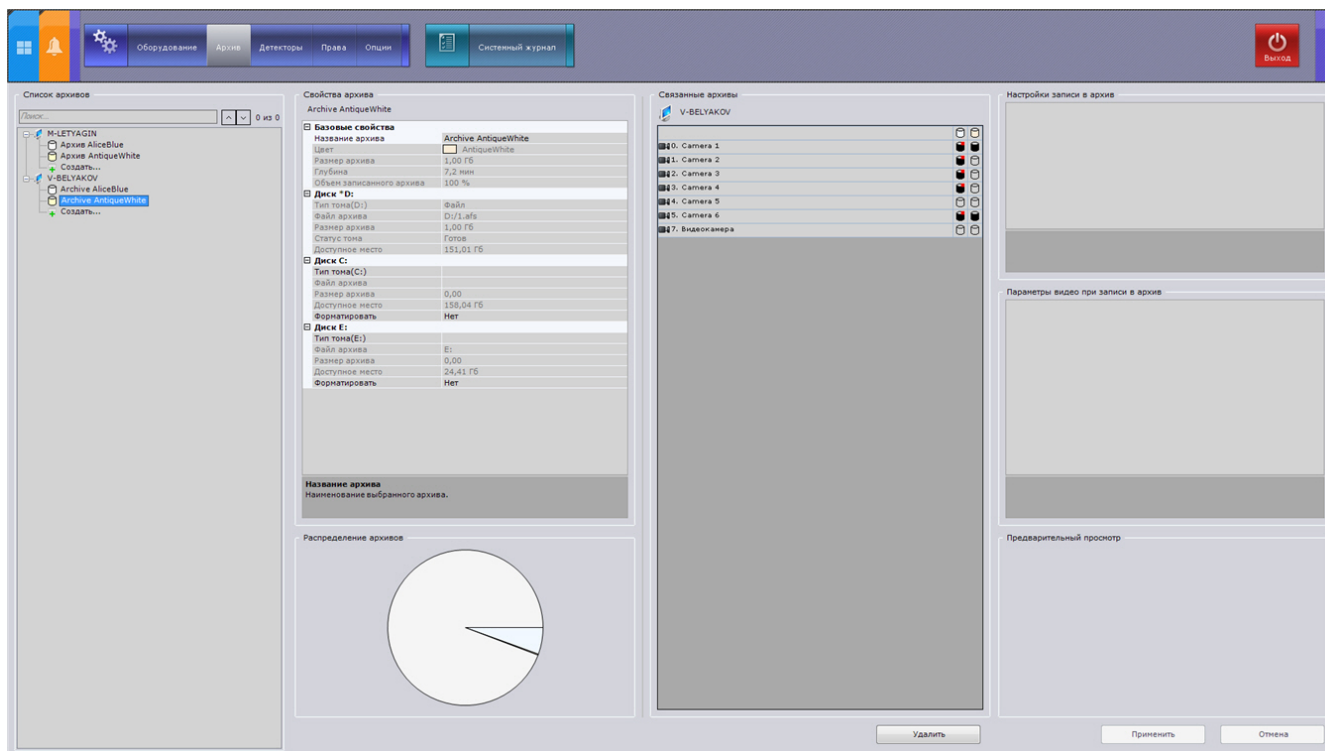 Оборудование Архив Детекторы Права Опции Системный журнал Выход
Список архивов
Поиск... 0 из 0
M-LETYAGIN
Архив AliceBlue
Архив AntiqueWhite
Создать...
V-BELYAKOV
Archive AliceBlue
Archive AntiqueWhite
Создать...
Свойства архива
Archive AntiqueWhite
Базовые свойства
Название архива Archive AntiqueWhite
Цвет AntiqueWhite
Размер архива 1,00 Гб
Глубина 7,2 мин
Объем записанного архива 100 %
Диск *D:
Тип тома(D:) Файл
Файл архива D:/1.afs
Размер архива 1,00 Гб
Статус тома Готов
Доступное место 151,01 Гб
Диск C:
Тип тома(C:)
Файл архива
Размер архива 0,00
Доступное место 158,04 Гб
Форматировать Нет
Диск E:
Тип тома(E:)
Файл архива E:
Размер архива 0,00
Доступное место 24,41 Гб
Форматировать Нет
Название архива
Наименование выбранного архива.
Распределение архивов
Связанные архивы
V-BELYAKOV
0. Camera 1
1. Camera 2
2. Camera 3
3. Camera 4
4. Camera 5
5. Camera 6
7. Видеокамера
Удалить
Настройки записи в архив
Параметры видео при записи в архив
Предварительный просмотр
Применить Отмена